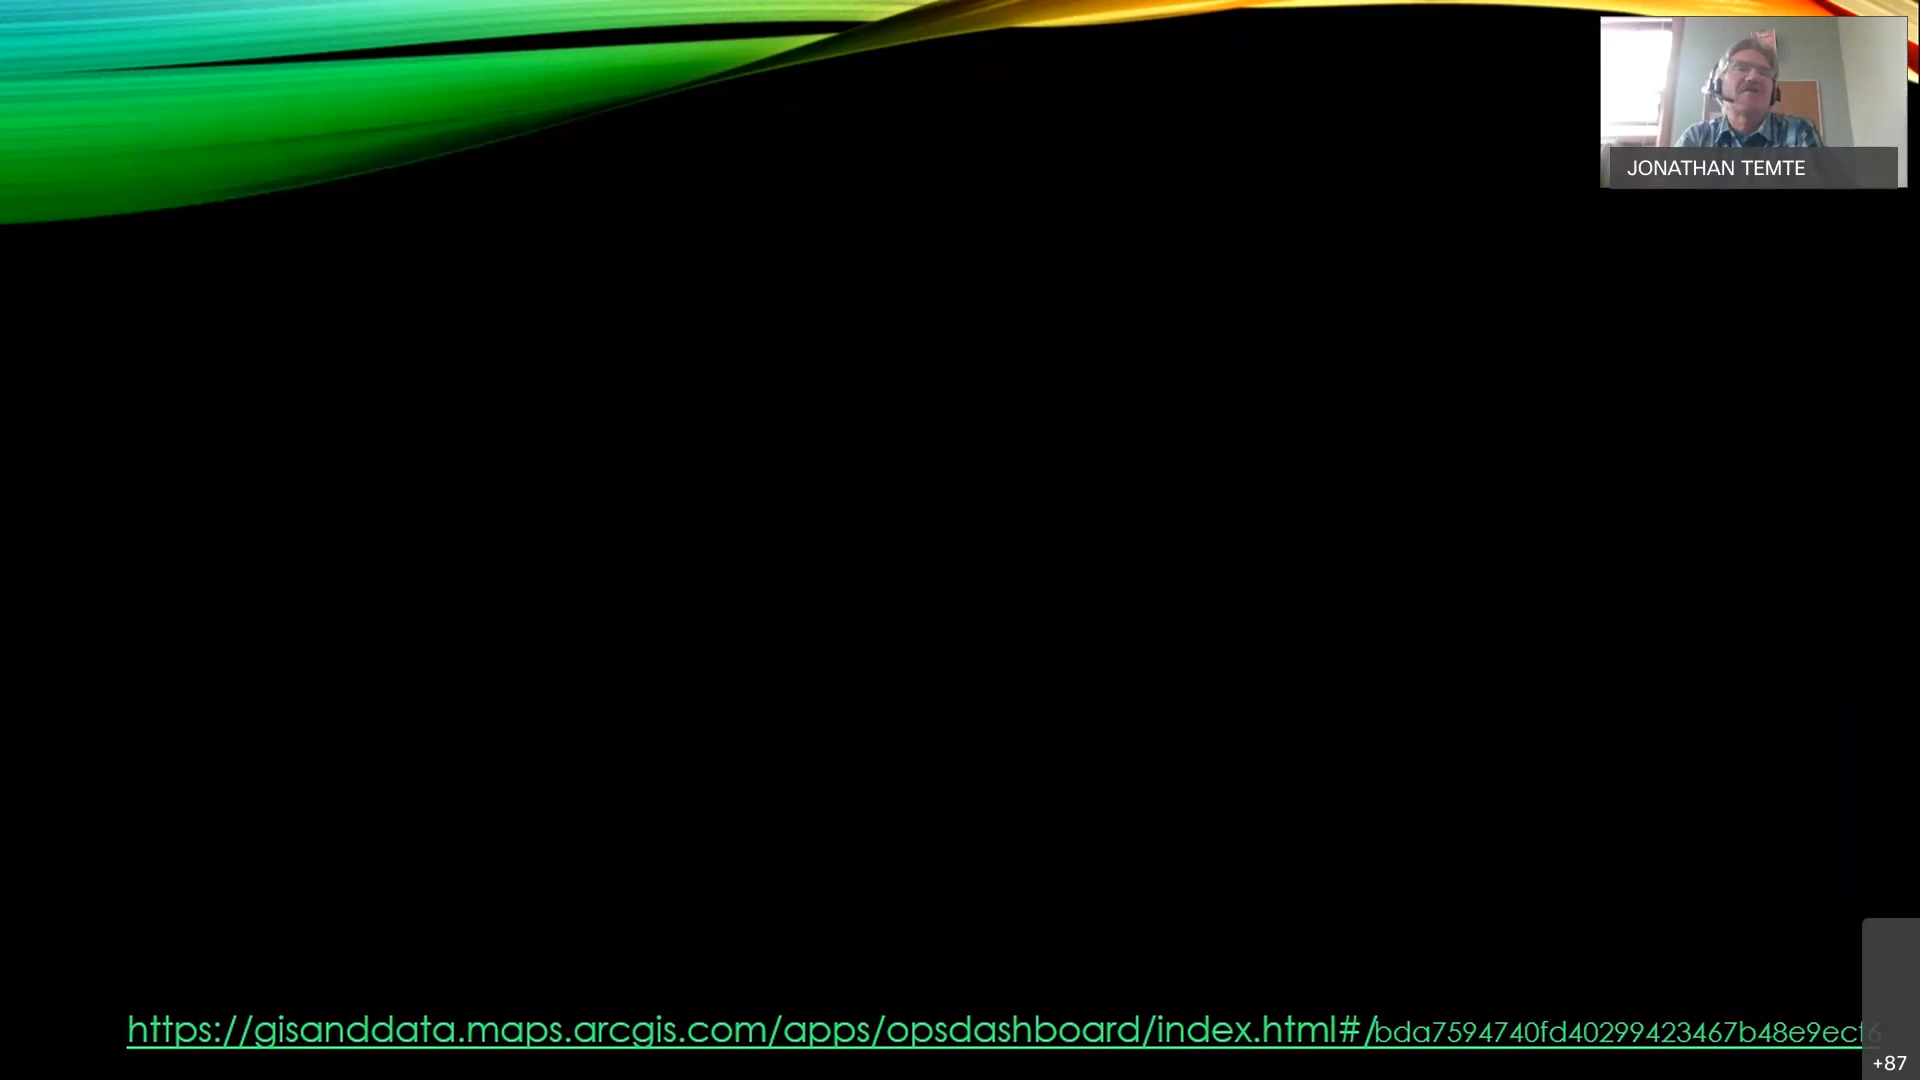 JONATHAN TEMTE
https://gisanddata.maps.arcgis.com/apps/opsdashboard/index.html#/bda7594740fd40299423467b48e9ecf6
+87